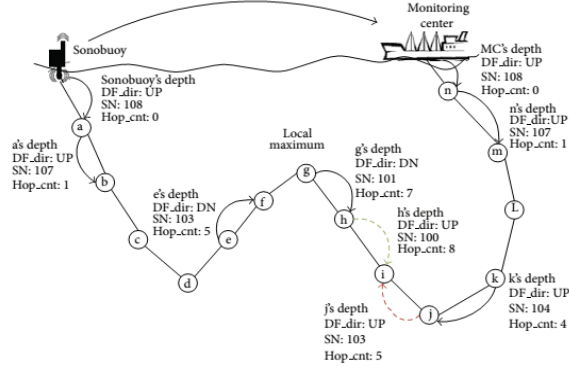 Monitoring
center
Sonobuoy
Sonobuoy's depth
DF_dir: UP
SN: 108
Hop_cnt: 0
MC's depth
DF_dir: UP
SN: 108
Hop_cnt: 0
n
a
a's depth
DF_dir: UP
SN: 107
Hop_cnt: 1
n's depth
DF_dir:UP
SN: 107
Hop_cnt: 1
m
b
Local
maximum
g
g's depth
DF_dir: DN
SN: 101
Hop_cnt: 7
e's depth
DF_dir: DN
SN: 103
Hop_cnt: 5
f
L
h
h's depth
DF_dir: UP
SN: 100
Hop_cnt: 8
c
e
d
i
k
k's depth
DF_dir: UP
SN: 104
Hop_cnt: 4
j
j's depth
DF_dir: UP
SN: 103
Hop_cnt: 5